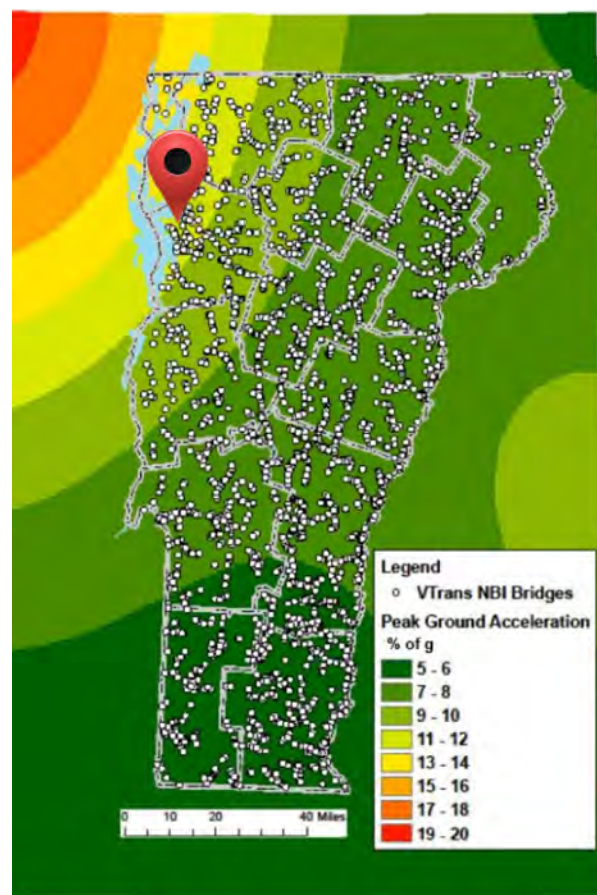 Legend
VTrans NBI Bridges
Peak Ground Acceleration
% of g
5 - 6
7 - 8
9 - 10
11 - 12
13 - 14
15 - 16
17 - 18
19 - 20
0 10 20 40 Miles